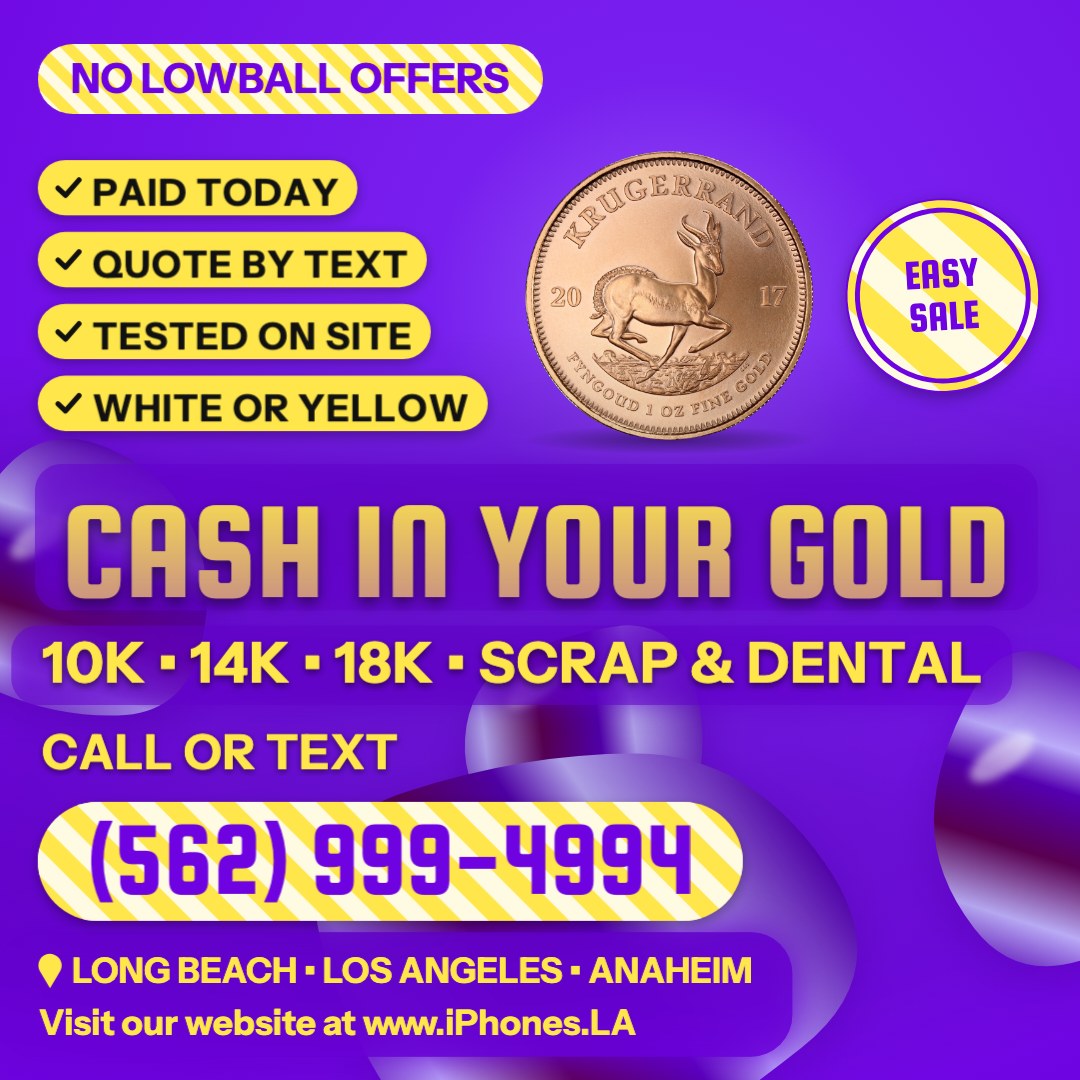 NO LOWBALL OFFERS
✓ PAID TODAY
✓ QUOTE BY TEXT
✓ TESTED ON SITE
✓ WHITE OR YELLOW
KRUGERRAND
20 17
FYNGOUD 1 OZ FINE GOLD
EASY
SALE
CASH IN YOUR GOLD
10K ▪ 14K ▪ 18K ▪ SCRAP & DENTAL
CALL OR TEXT
(562) 999-4994
LONG BEACH ▪ LOS ANGELES ▪ ANAHEIM
Visit our website at www.iPhones.LA